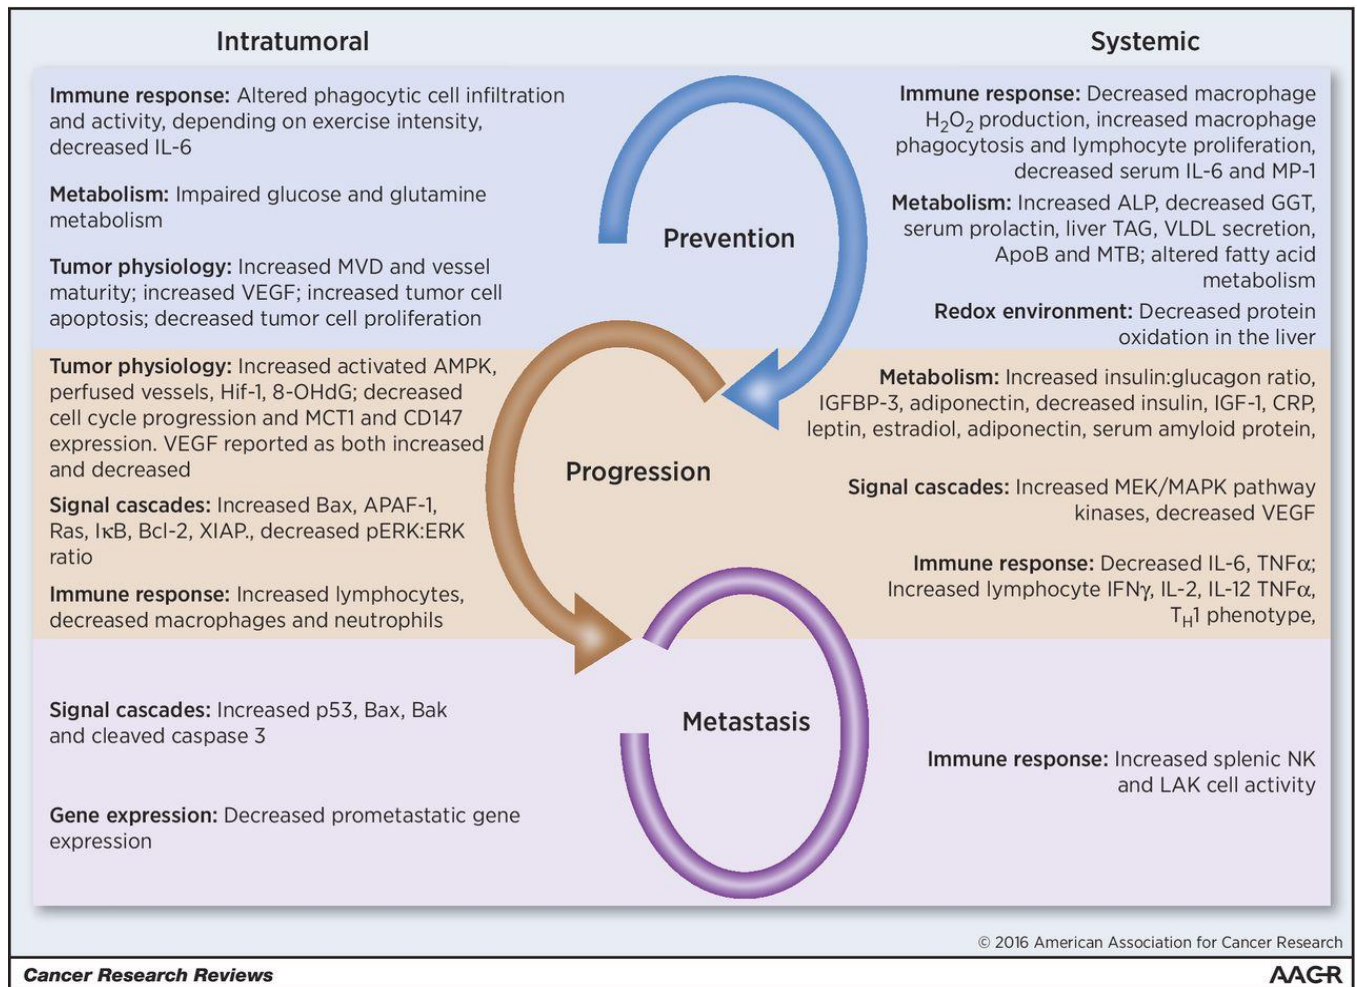 Intratumoral
Systemic
Immune response: Altered phagocytic cell infiltration
and activity, depending on exercise intensity,
decreased IL-6
Metabolism: Impaired glucose and glutamine
metabolism
Tumor physiology: Increased MVD and vessel
maturity; increased VEGF; increased tumor cell
apoptosis; decreased tumor cell proliferation
Prevention
Immune response: Decreased macrophage
H₂O₂ production, increased macrophage
phagocytosis and lymphocyte proliferation,
decreased serum IL-6 and MP-1
Metabolism: Increased ALP, decreased GGT,
serum prolactin, liver TAG, VLDL secretion,
ApoB and MTB; altered fatty acid
metabolism
Redox environment: Decreased protein
oxidation in the liver
Tumor physiology: Increased activated AMPK,
perfused vessels, Hif-1, 8-OHdG; decreased
cell cycle progression and MCT1 and CD147
expression. VEGF reported as both increased
and decreased
Signal cascades: Increased Bax, APAF-1,
Ras, IκB, Bcl-2, XIAP., decreased pERK:ERK
ratio
Immune response: Increased lymphocytes,
decreased macrophages and neutrophils
Progression
Metabolism: Increased insulin:glucagon ratio,
IGFBP-3, adiponectin, decreased insulin, IGF-1, CRP,
leptin, estradiol, adiponectin, serum amyloid protein,
Signal cascades: Increased MEK/MAPK pathway
kinases, decreased VEGF
Immune response: Decreased IL-6, TNFα;
Increased lymphocyte IFNγ, IL-2, IL-12 TNFα,
T_H1 phenotype,
Signal cascades: Increased p53, Bax, Bak
and cleaved caspase 3
Gene expression: Decreased prometastatic gene
expression
Metastasis
Immune response: Increased splenic NK
and LAK cell activity
© 2016 American Association for Cancer Research
Cancer Research Reviews
AACR